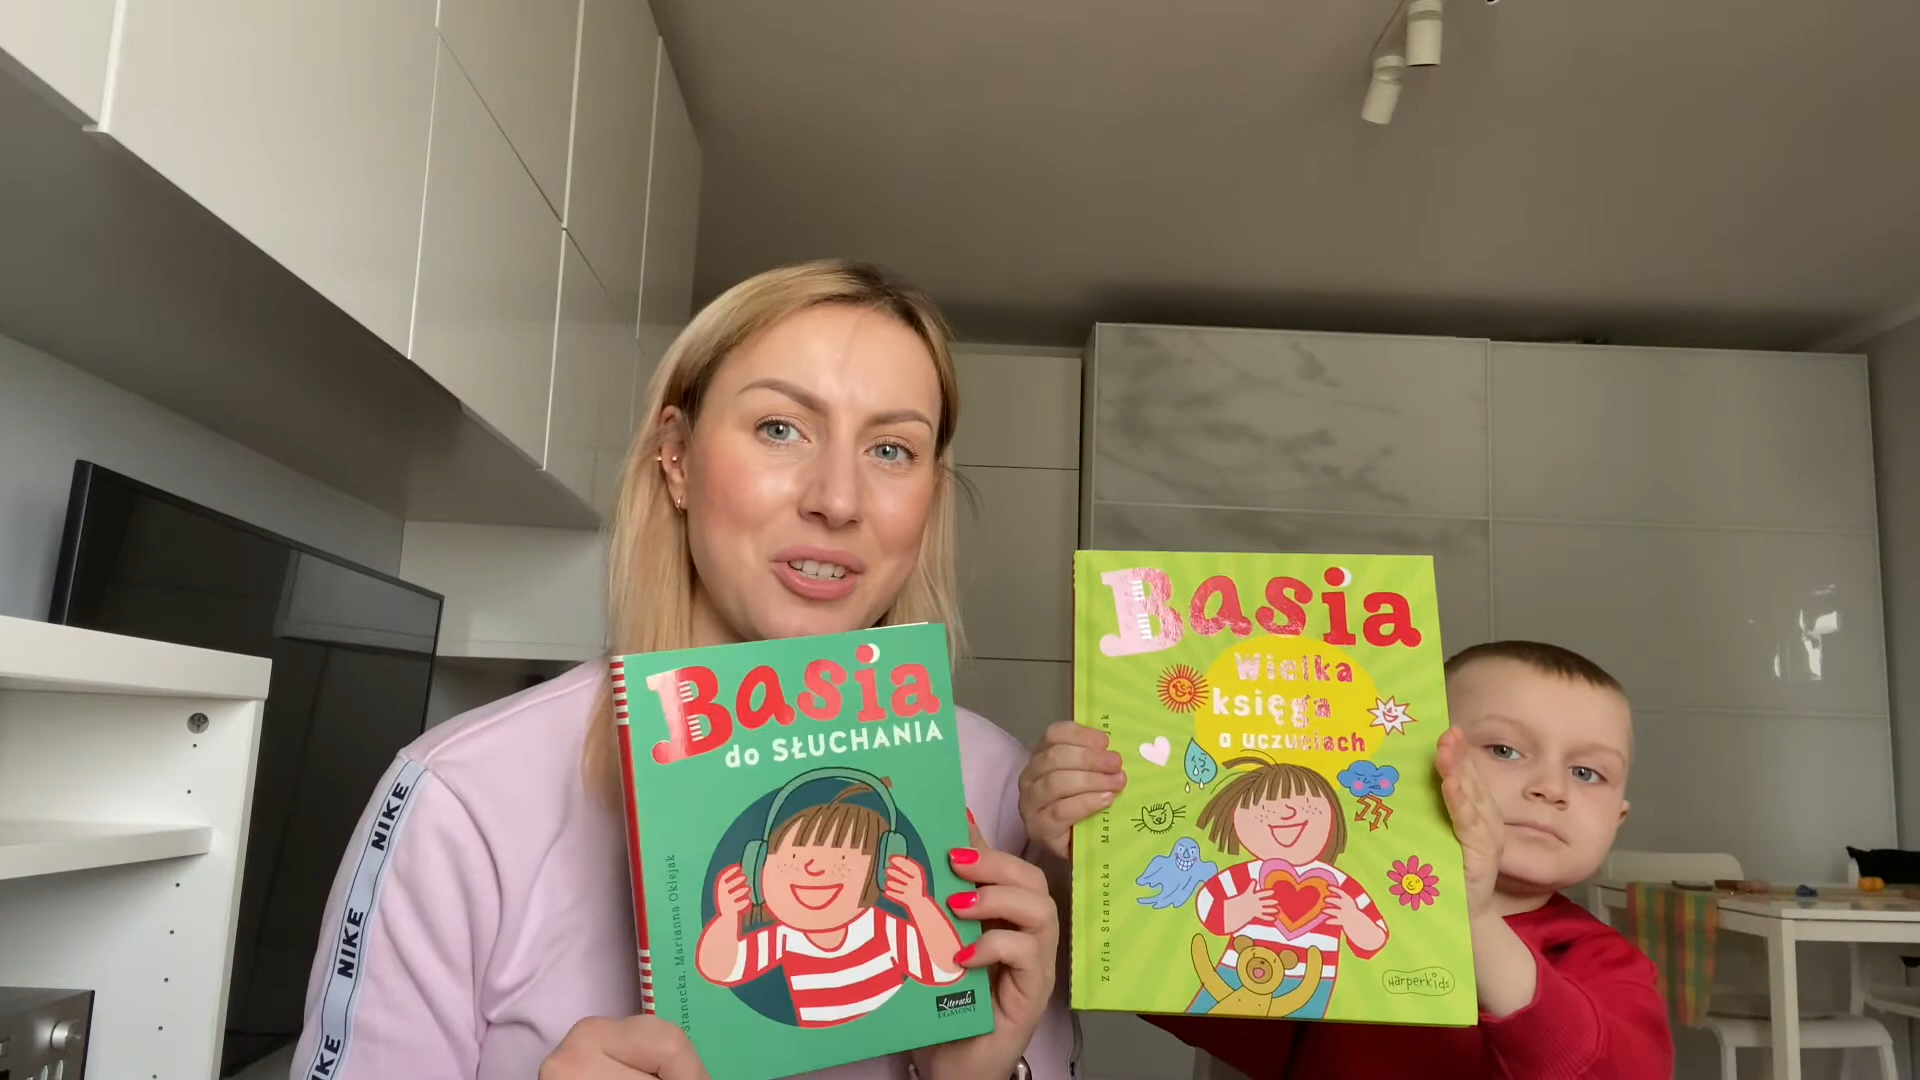 Basia
do SŁUCHANIA
Stanecka, Marianna Oklejak
Literacki
EGMONT
Basia
Wielka
księga
o uczuciach
Zofia Stanecka
harperkids
NIKE
NIKE
NIKE